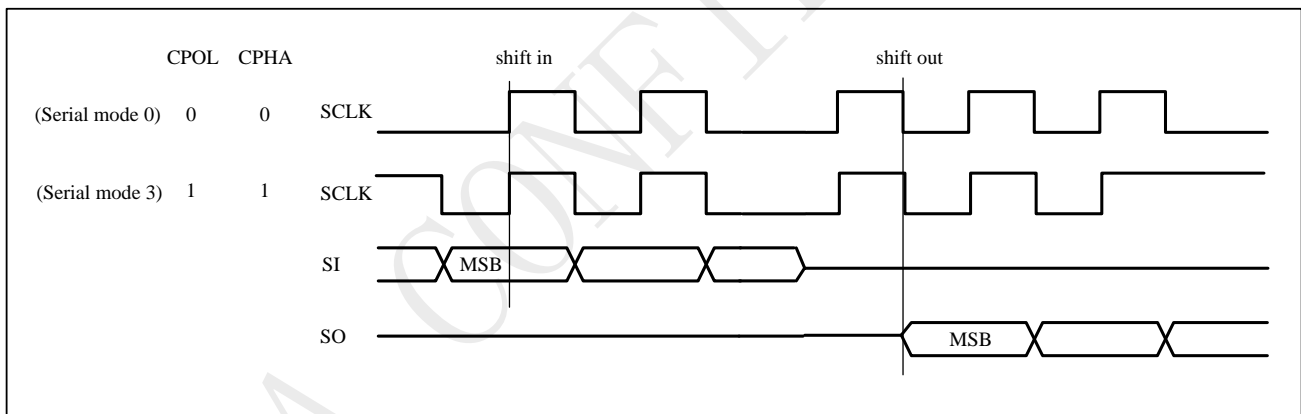 CPOL CPHA shift in shift out
(Serial mode 0) 0 0 SCLK
(Serial mode 3) 1 1 SCLK
SI MSB
SO MSB